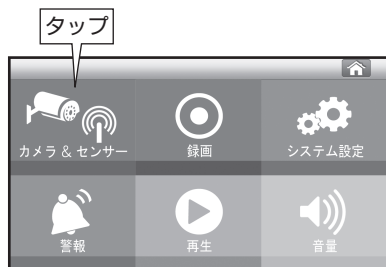 タップ
カメラ & センサー
録画
システム設定
警報
再生
音量